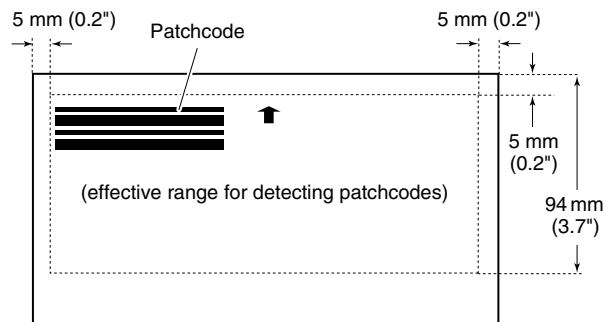 5 mm (0.2")
Patchcode
5 mm (0.2")
5 mm
(0.2")
(effective range for detecting patchcodes)
94 mm
(3.7")